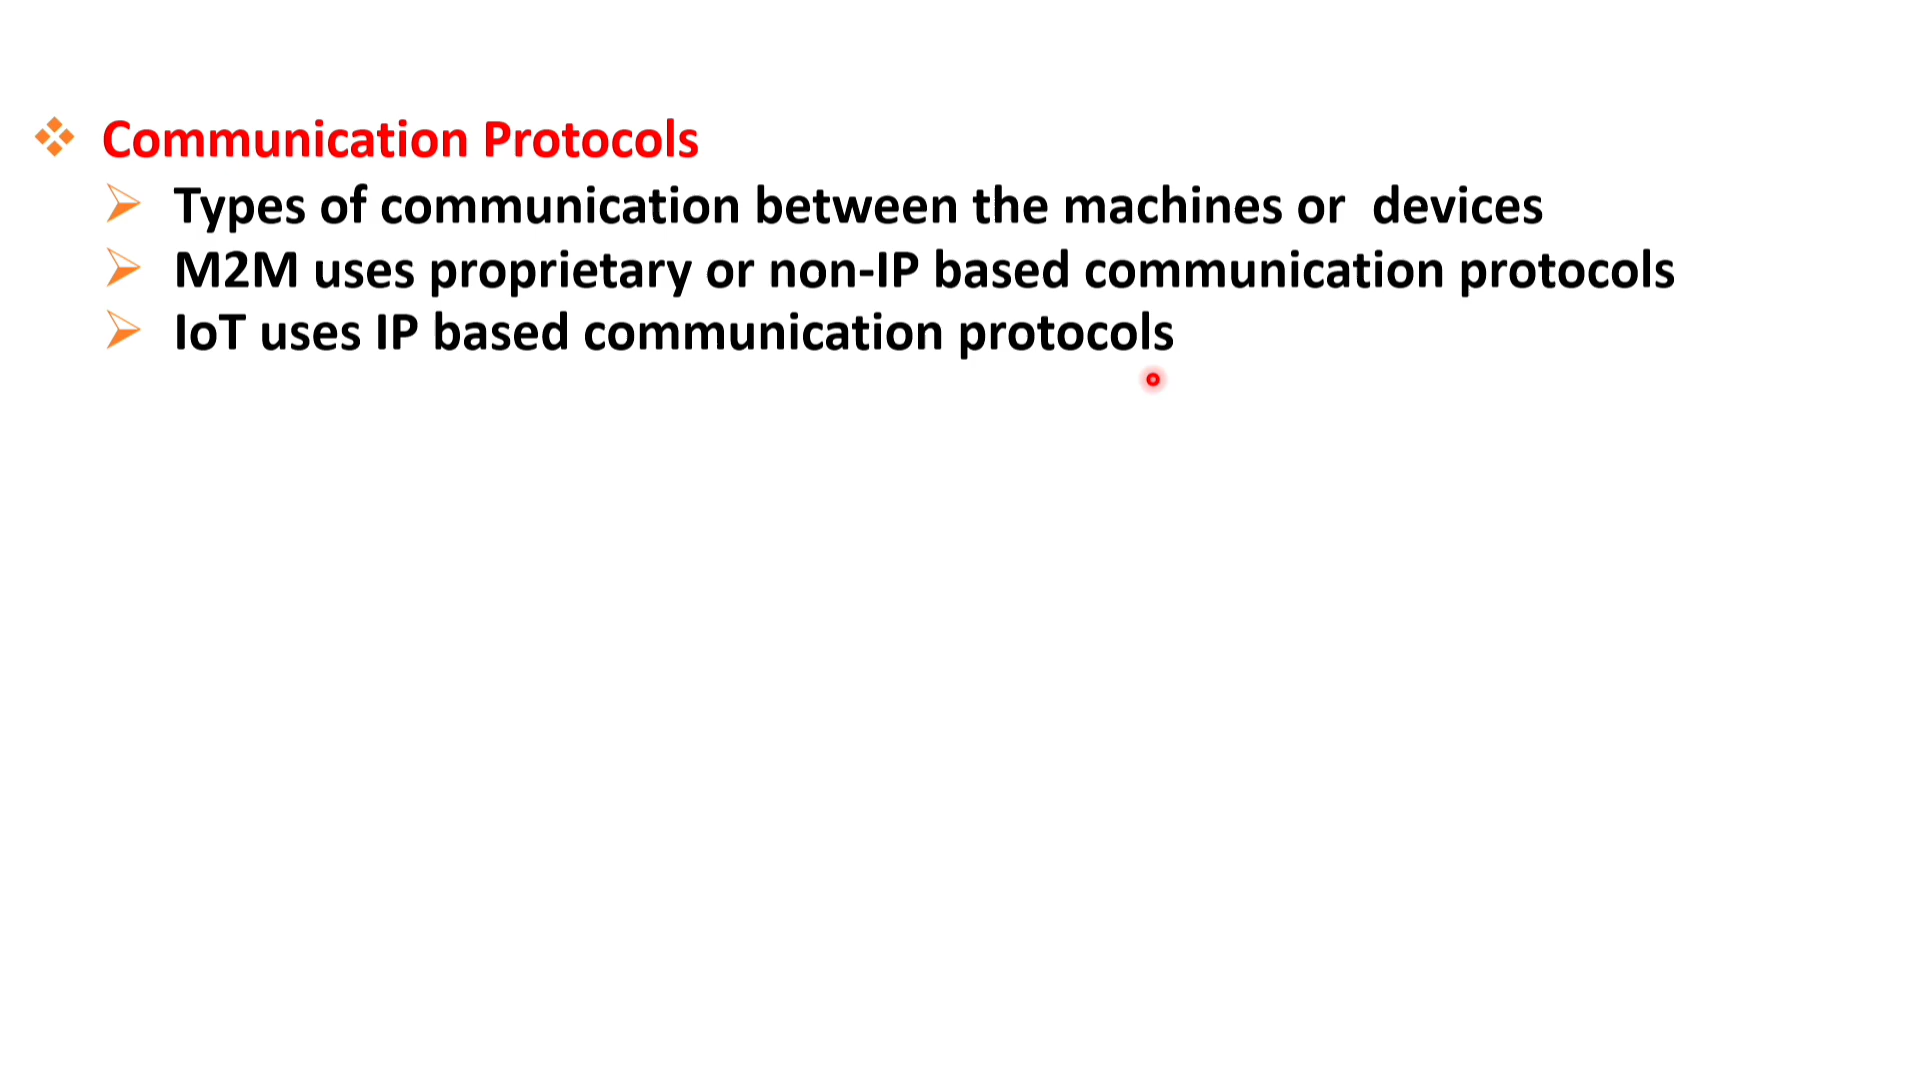 Communication Protocols
Types of communication between the machines or  devices
M2M uses proprietary or non-IP based communication protocols
IoT uses IP based communication protocols